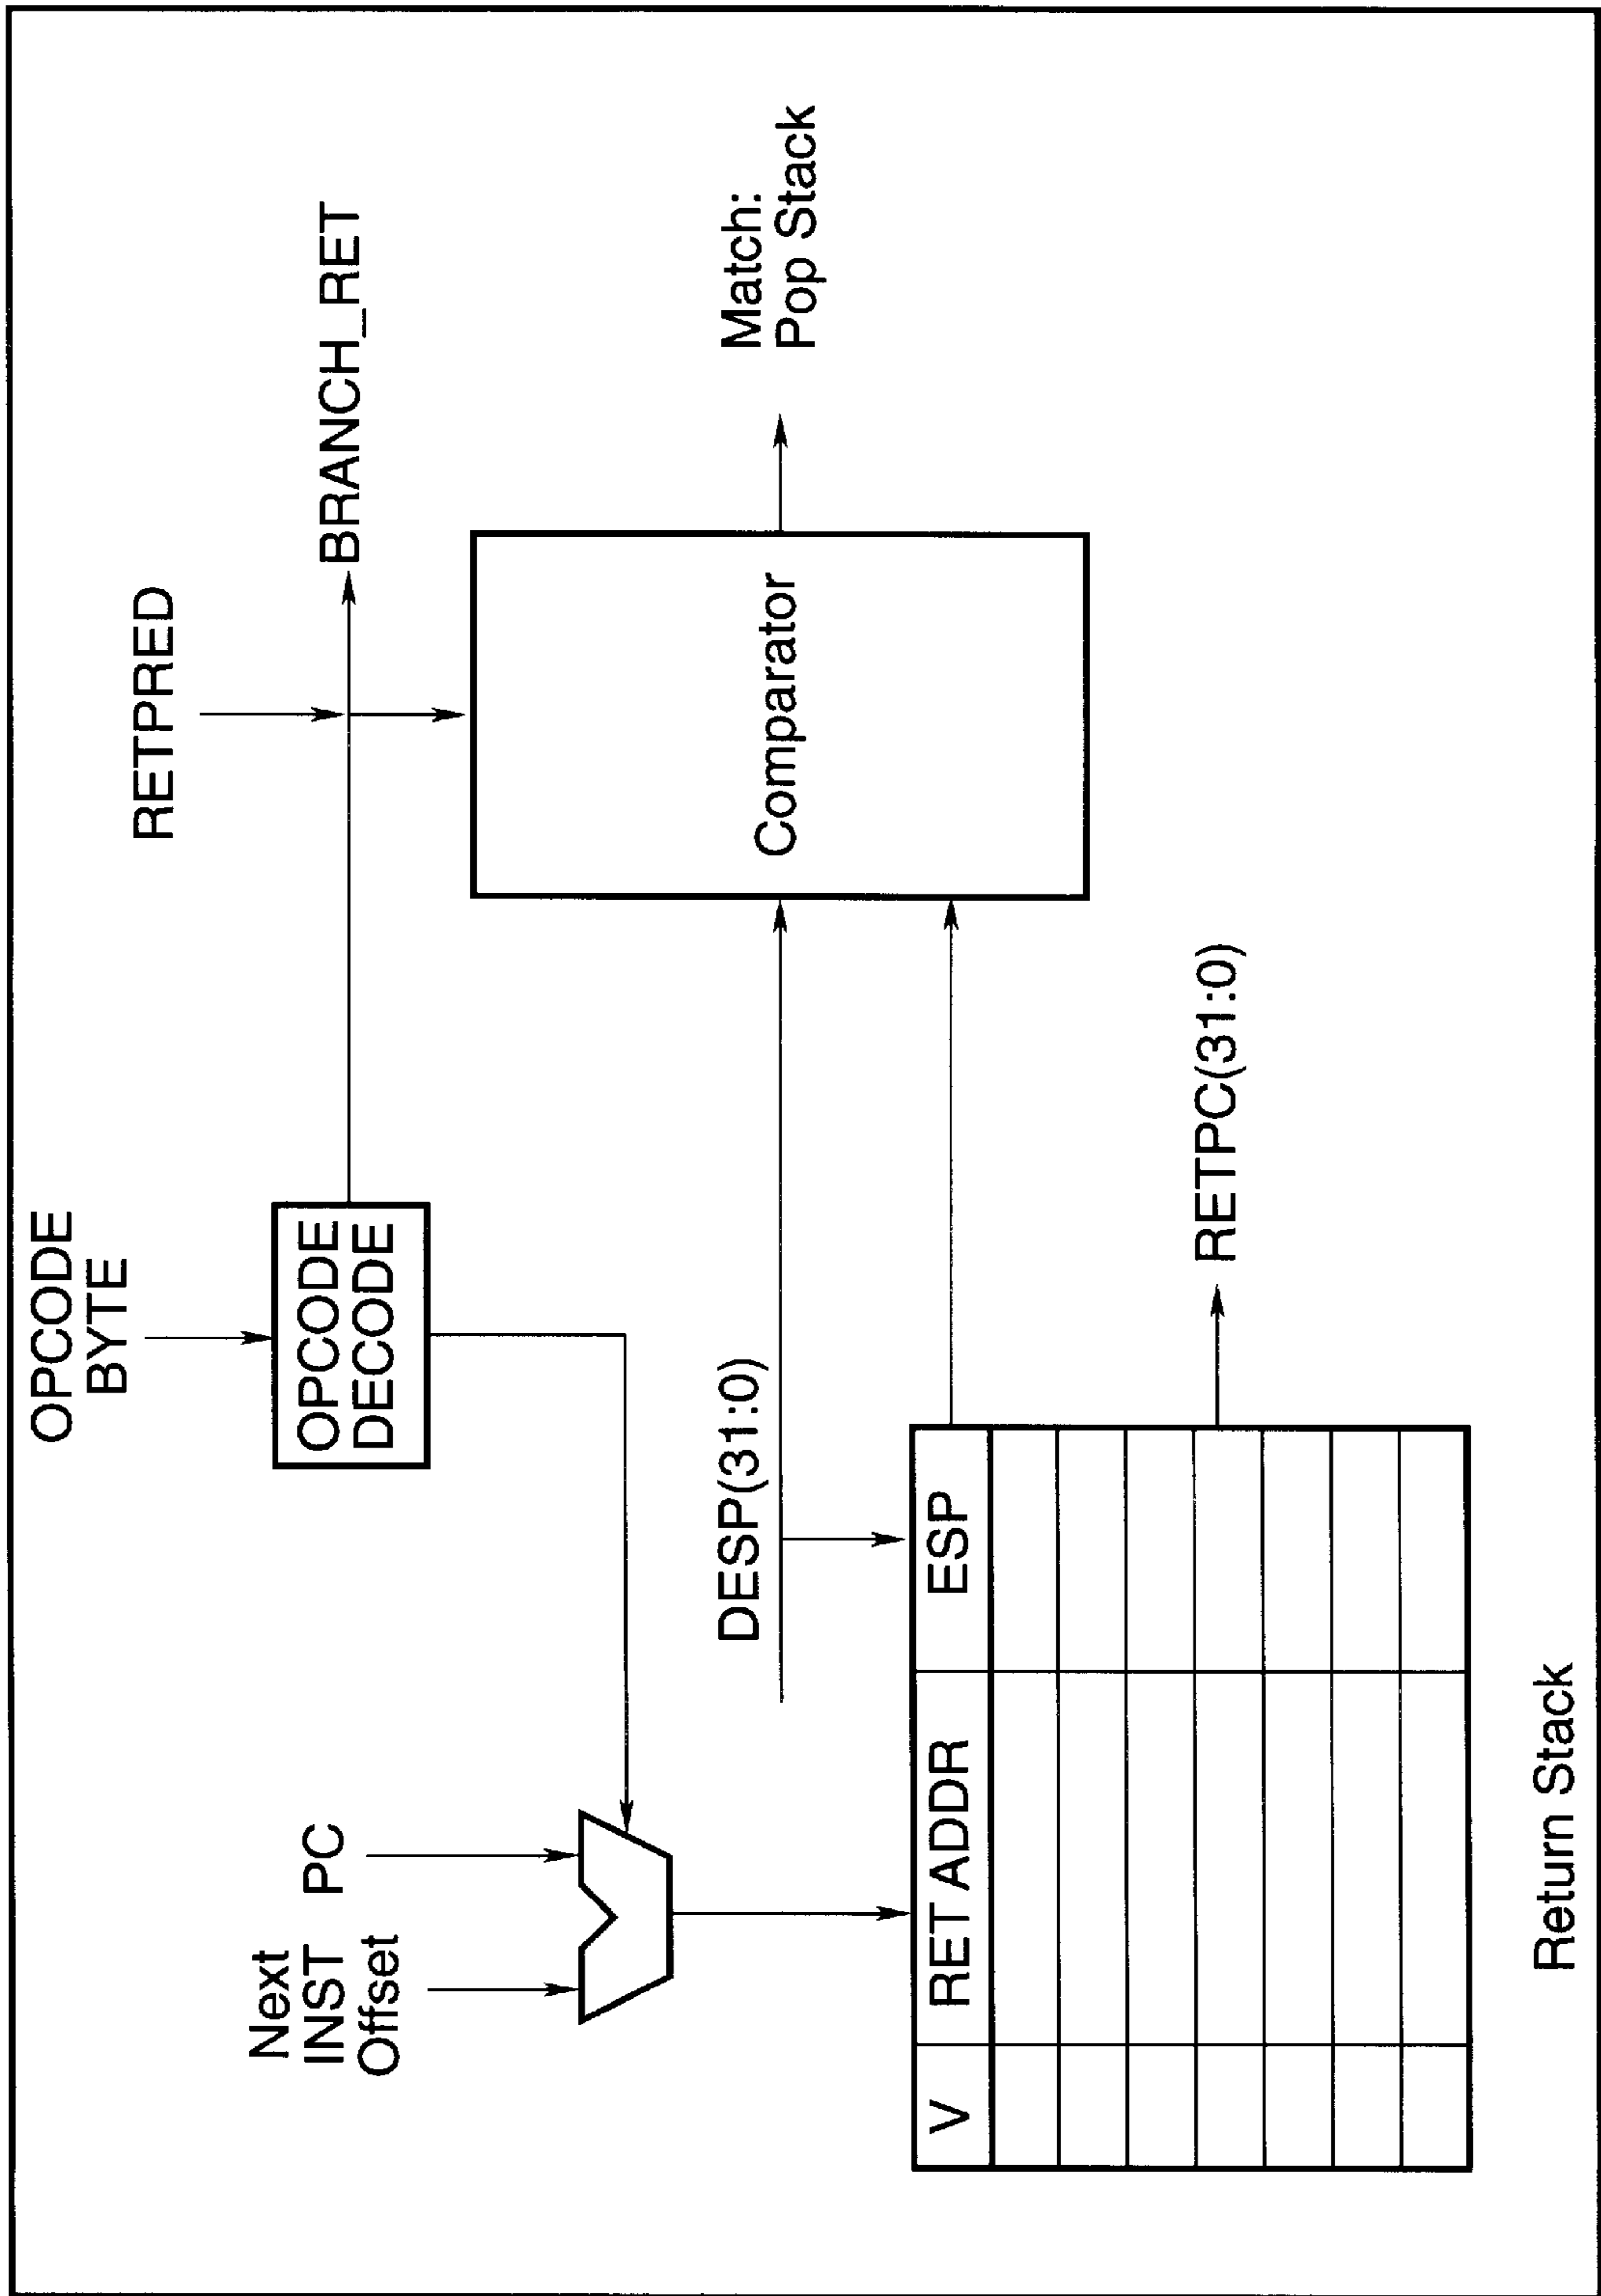 OPCODE
BYTE
RETPRED
Next
INST PC
Offset
OPCODE
DECODE
BRANCH_RET
DESP(31:0)
Comparator
Match:
Pop Stack
V RET ADDR ESP
RETPC(31:0)
Return Stack